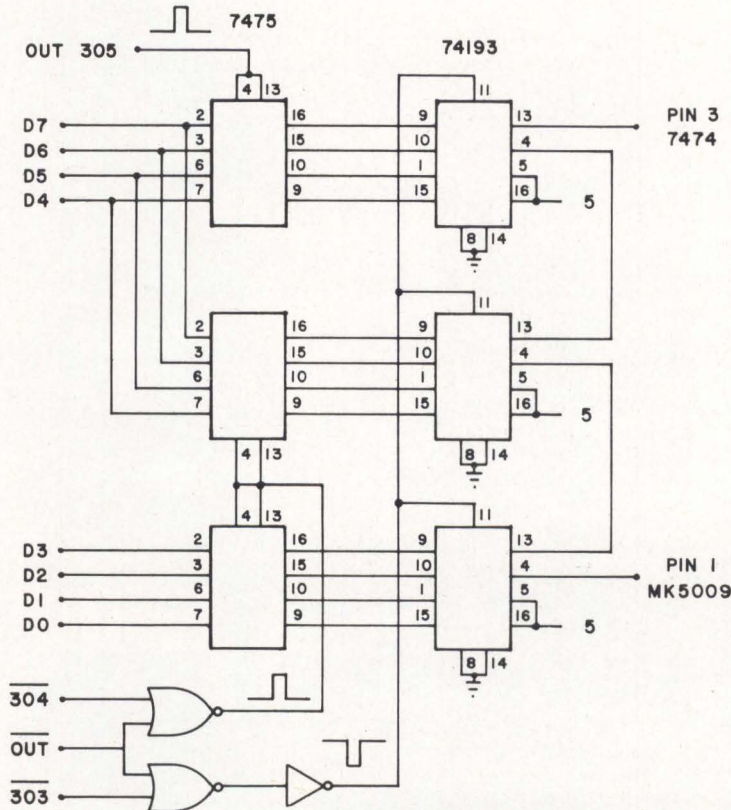 7475
OUT 305
74193
4 13
11
D7 2 16 9 13 PIN 3
D6 3 15 10 4 7474
D5 6 10 1 5
D4 7 9 15 16 5
8 14
11
2 16 9 13
3 15 10 4
6 10 1 5
7 9 15 16 5
4 13
8 14
4 13
11
D3 2 16 9 13
D2 3 15 10 4 PIN 1
D1 6 10 1 5 MK5009
D0 7 9 15 16 5
8 14
304
OUT
303